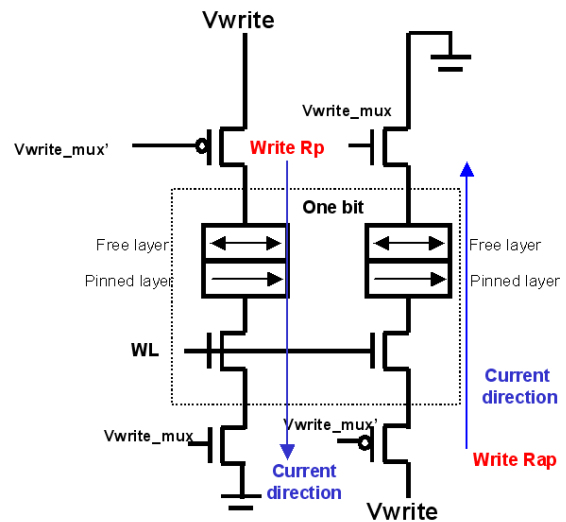 Vwrite
Vwrite_mux
Vwrite_mux'
Write Rp
One bit
Free layer
Free layer
Pinned layer
Pinned layer
WL
Current
direction
Vwrite_mux
Vwrite_mux'
Current
direction
Write Rap
Vwrite